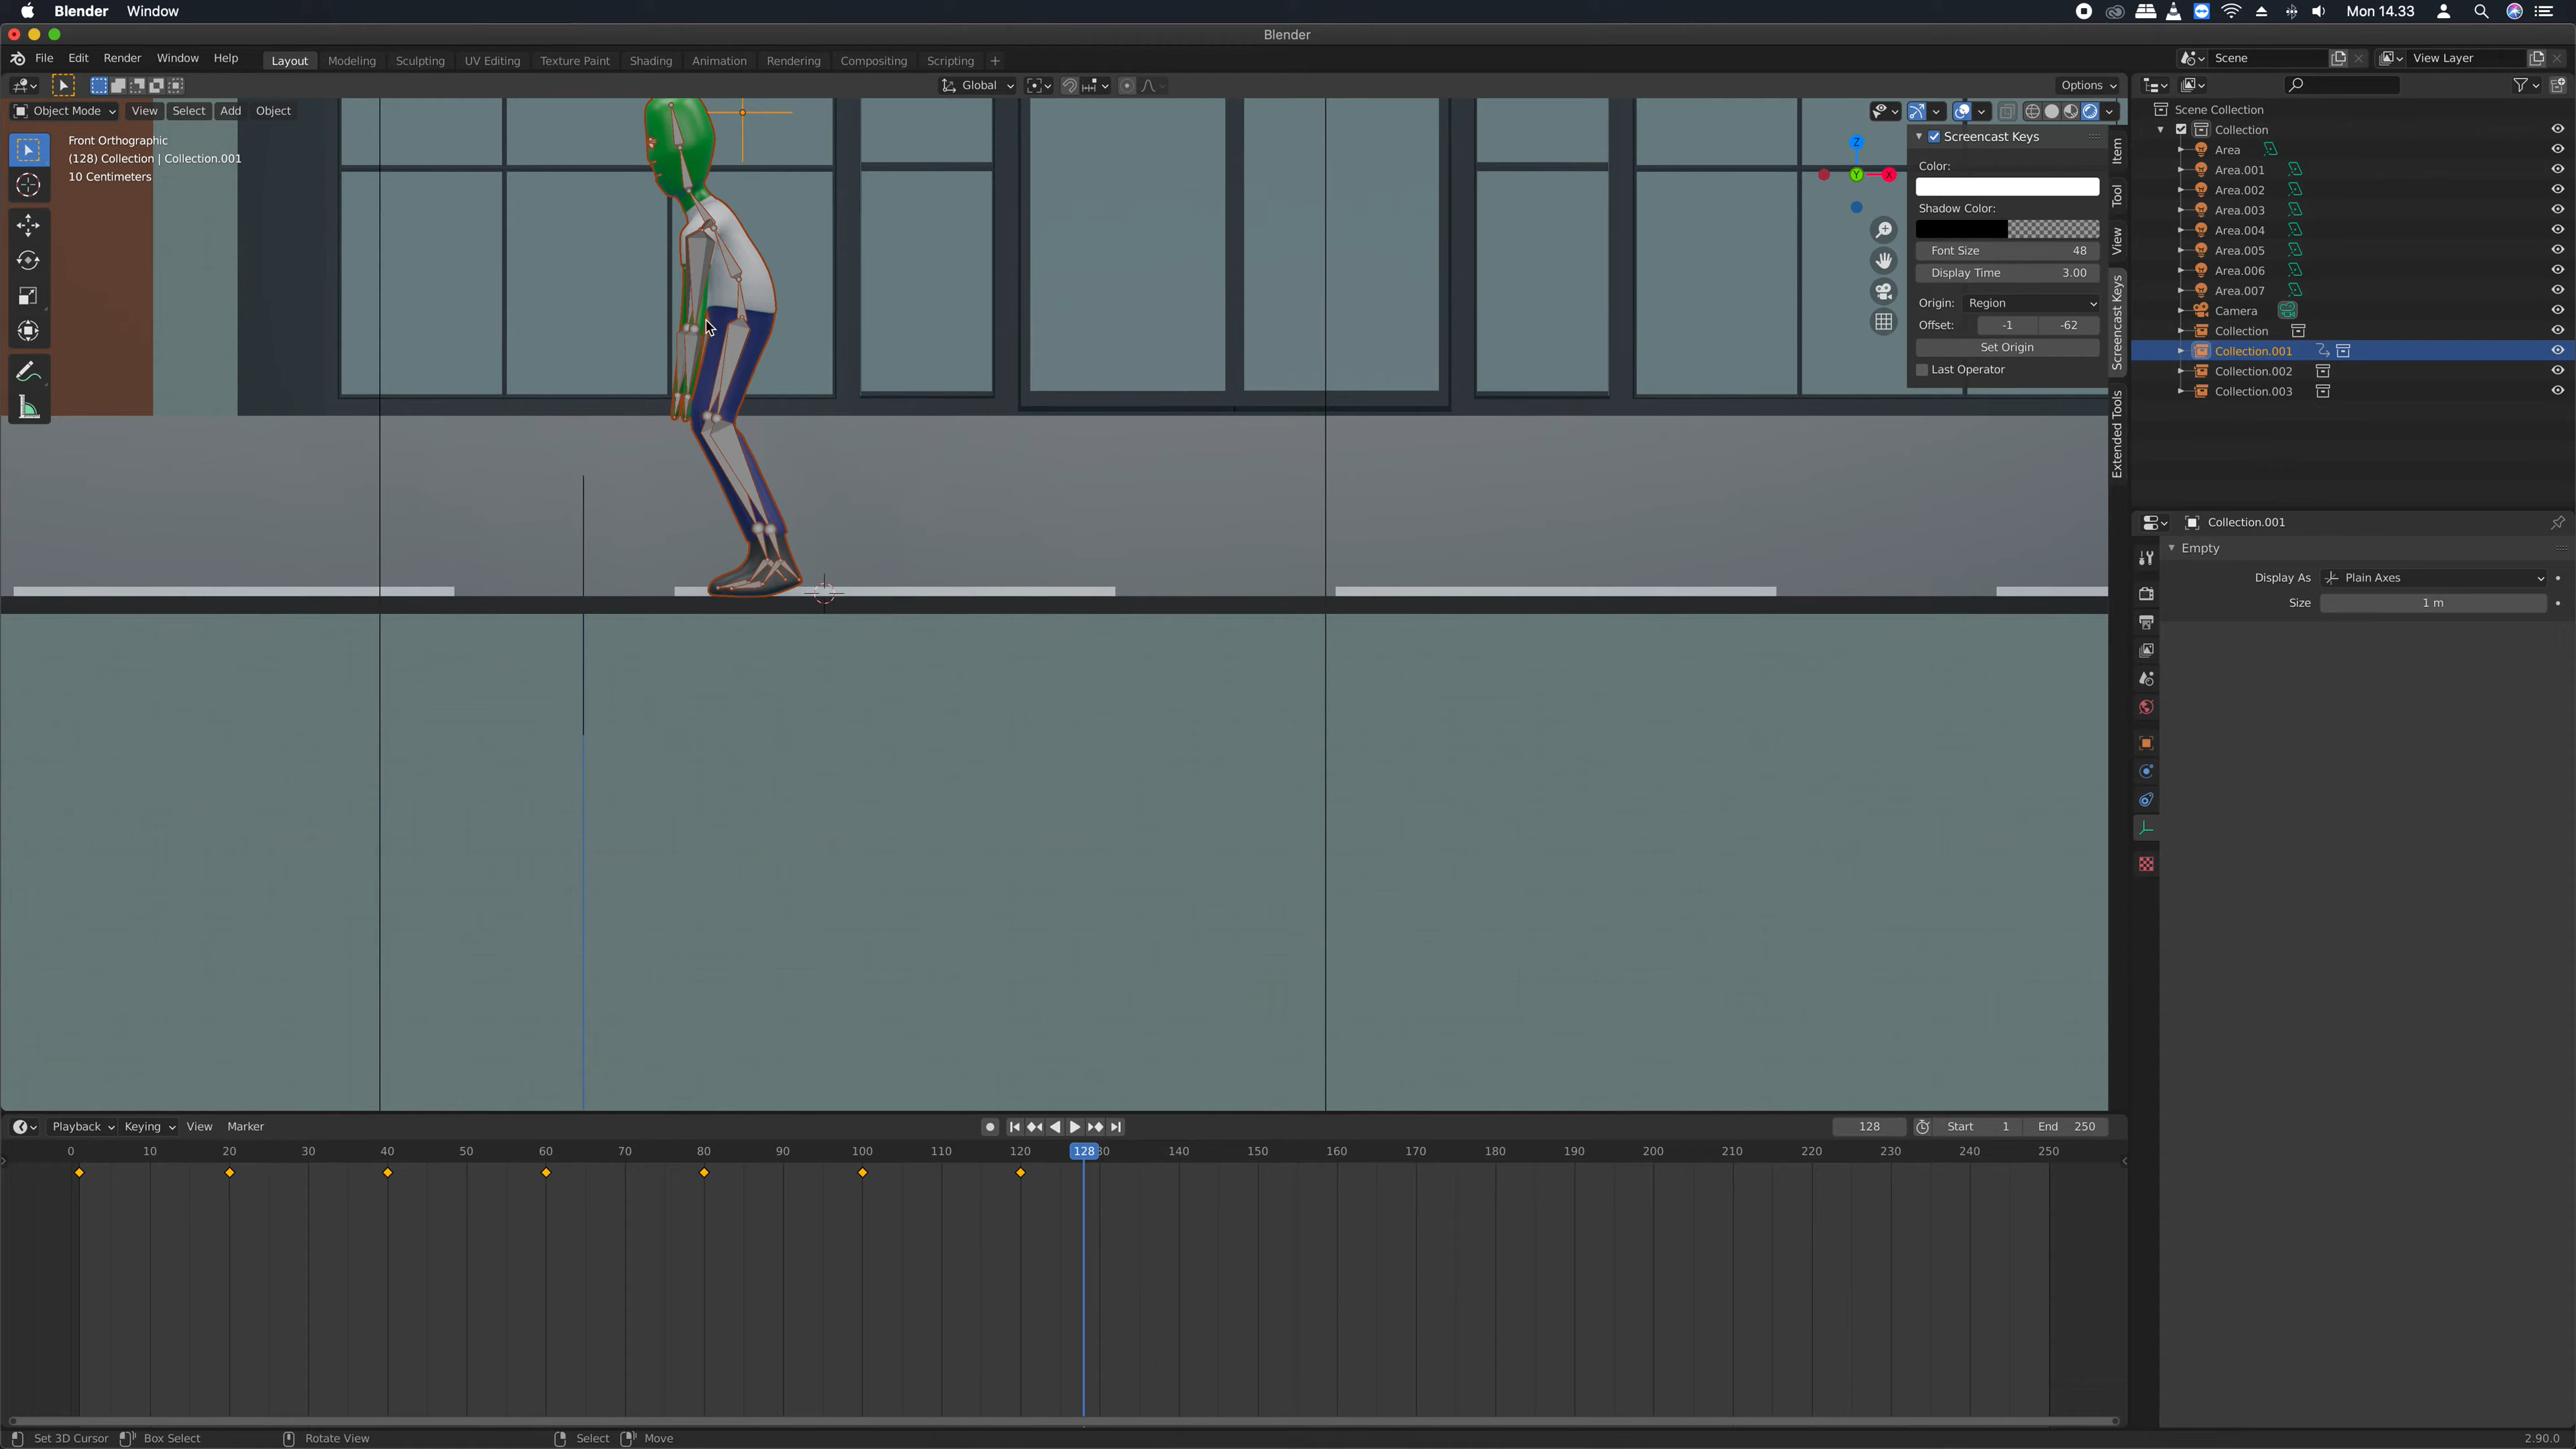 Blender Window Mon 14.33
Blender
File Edit Render Window Help Layout Modeling Sculpting UV Editing Texture Paint Shading Animation Rendering Compositing Scripting + Scene View Layer
Global Options
Object Mode View Select Add Object
Front Orthographic
(128) Collection | Collection.001
10 Centimeters
Z
Y
X
Screencast Keys
Color:
Shadow Color:
Font Size 48
Display Time 3.00
Origin: Region
Offset: -1 -62
Set Origin
Last Operator
Item
Tool
View
Screencast Keys
Extended Tools
Scene Collection
Collection
Area
Area.001
Area.002
Area.003
Area.004
Area.005
Area.006
Area.007
Camera
Collection
Collection.001
Collection.002
Collection.003
Collection.001
Empty
Display As Plain Axes
Size 1 m
Playback Keying View Marker 128 Start 1 End 250
0 10 20 30 40 50 60 70 80 90 100 110 120 128 30 140 150 160 170 180 190 200 210 220 230 240 250
Set 3D Cursor Box Select Rotate View Select Move 2.90.0